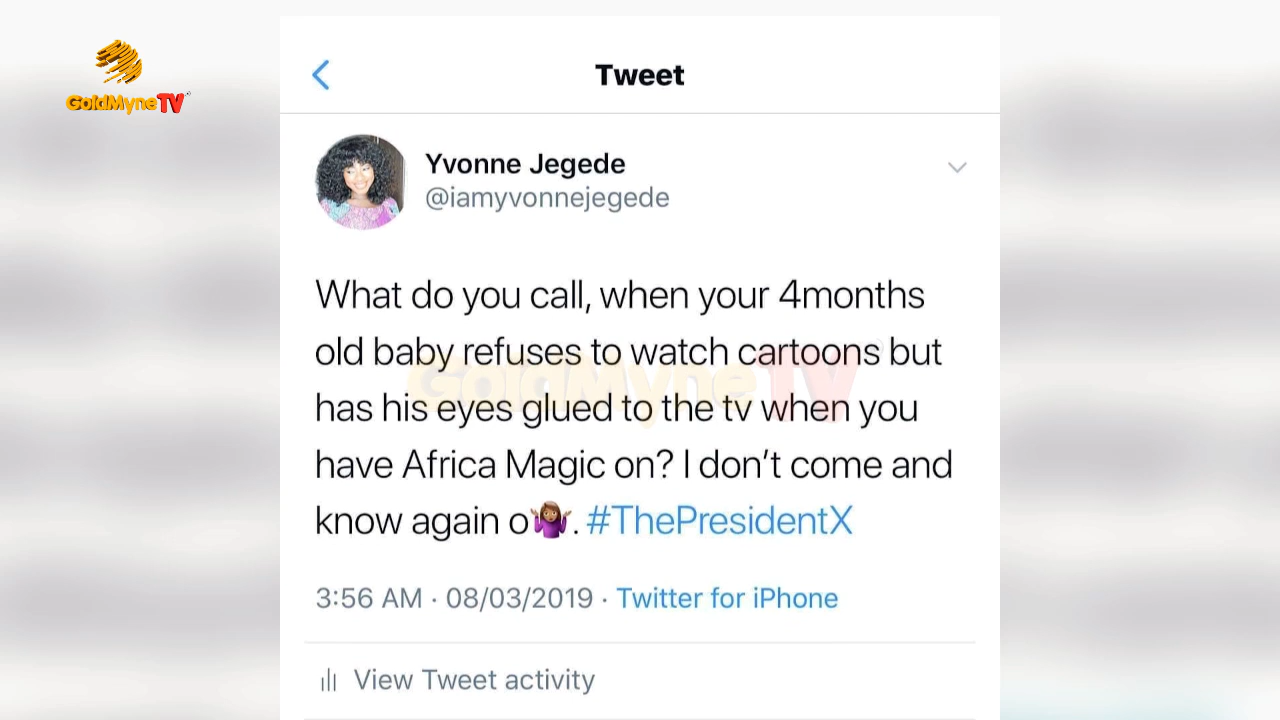 GoldMyneTV
Tweet
Yvonne Jegede
@iamyvonnejegede
What do you call, when your 4months
old baby refuses to watch cartoons but
has his eyes glued to the tv when you
have Africa Magic on? I don’t come and
know again o🤷🏾‍♀️. #ThePresidentX
GoldMyneTV
3:56 AM · 08/03/2019 · Twitter for iPhone
View Tweet activity